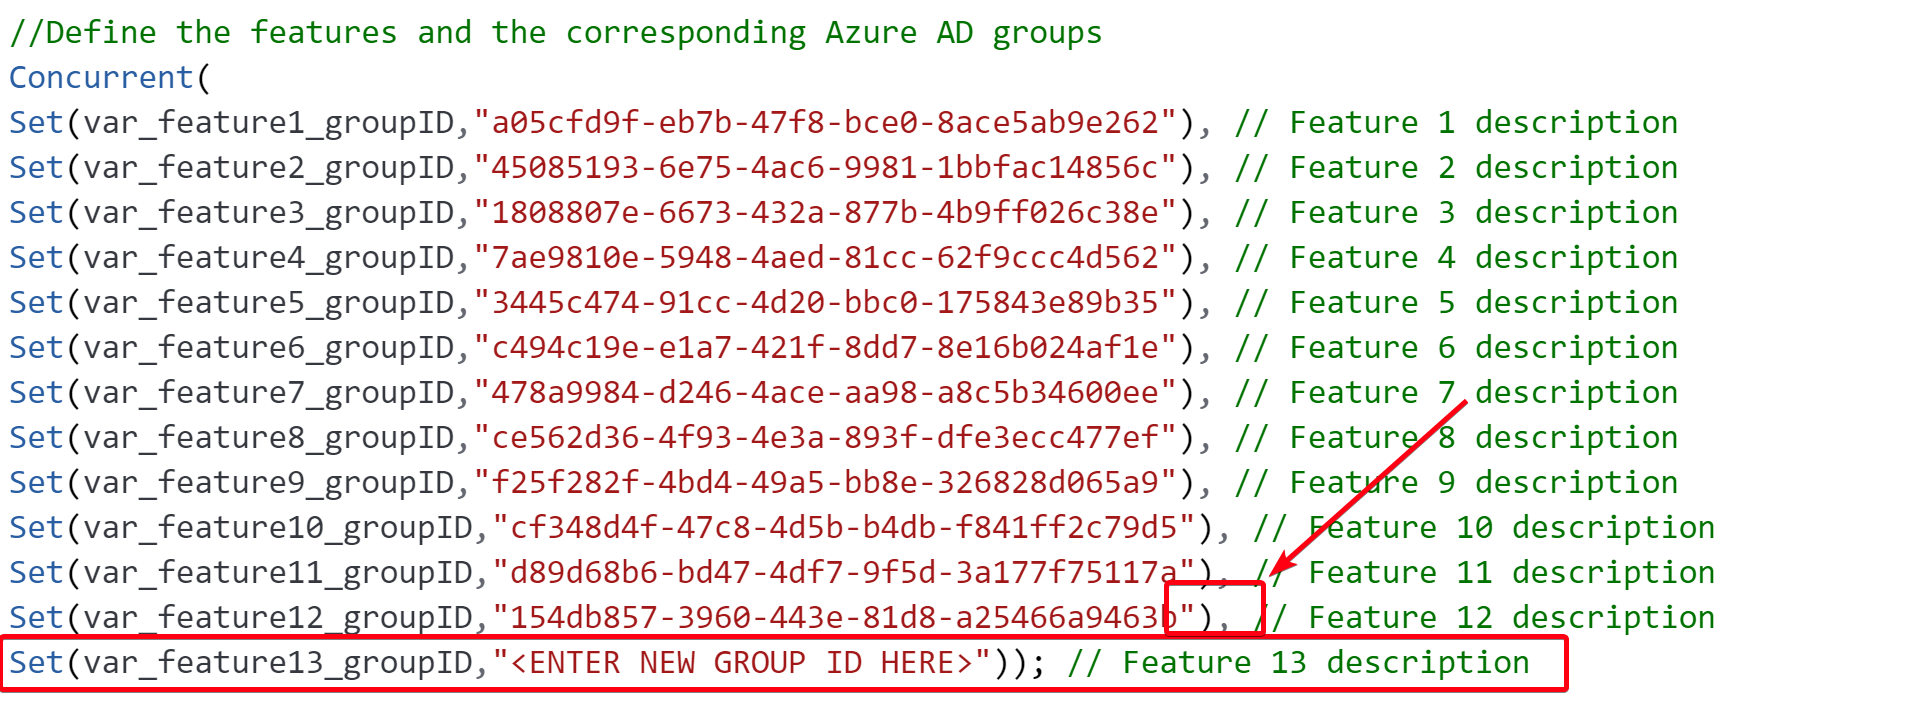 //Define the features and the corresponding Azure AD groups
Concurrent(
Set(var_feature1_groupID,"a05cfd9f-eb7b-47f8-bce0-8ace5ab9e262"), // Feature 1 description
Set(var_feature2_groupID,"45085193-6e75-4ac6-9981-1bbfac14856c"), // Feature 2 description
Set(var_feature3_groupID,"1808807e-6673-432a-877b-4b9ff026c38e"), // Feature 3 description
Set(var_feature4_groupID,"7ae9810e-5948-4aed-81cc-62f9ccc4d562"), // Feature 4 description
Set(var_feature5_groupID,"3445c474-91cc-4d20-bbc0-175843e89b35"), // Feature 5 description
Set(var_feature6_groupID,"c494c19e-e1a7-421f-8dd7-8e16b024af1e"), // Feature 6 description
Set(var_feature7_groupID,"478a9984-d246-4ace-aa98-a8c5b34600ee"), // Feature 7 description
Set(var_feature8_groupID,"ce562d36-4f93-4e3a-893f-dfe3ecc477ef"), // Feature 8 description
Set(var_feature9_groupID,"f25f282f-4bd4-49a5-bb8e-326828d065a9"), // Feature 9 description
Set(var_feature10_groupID,"cf348d4f-47c8-4d5b-b4db-f841ff2c79d5"), // Feature 10 description
Set(var_feature11_groupID,"d89d68b6-bd47-4df7-9f5d-3a177f75117a"), // Feature 11 description
Set(var_feature12_groupID,"154db857-3960-443e-81d8-a25466a9463b"), // Feature 12 description
Set(var_feature13_groupID,"<ENTER NEW GROUP ID HERE>")); // Feature 13 description